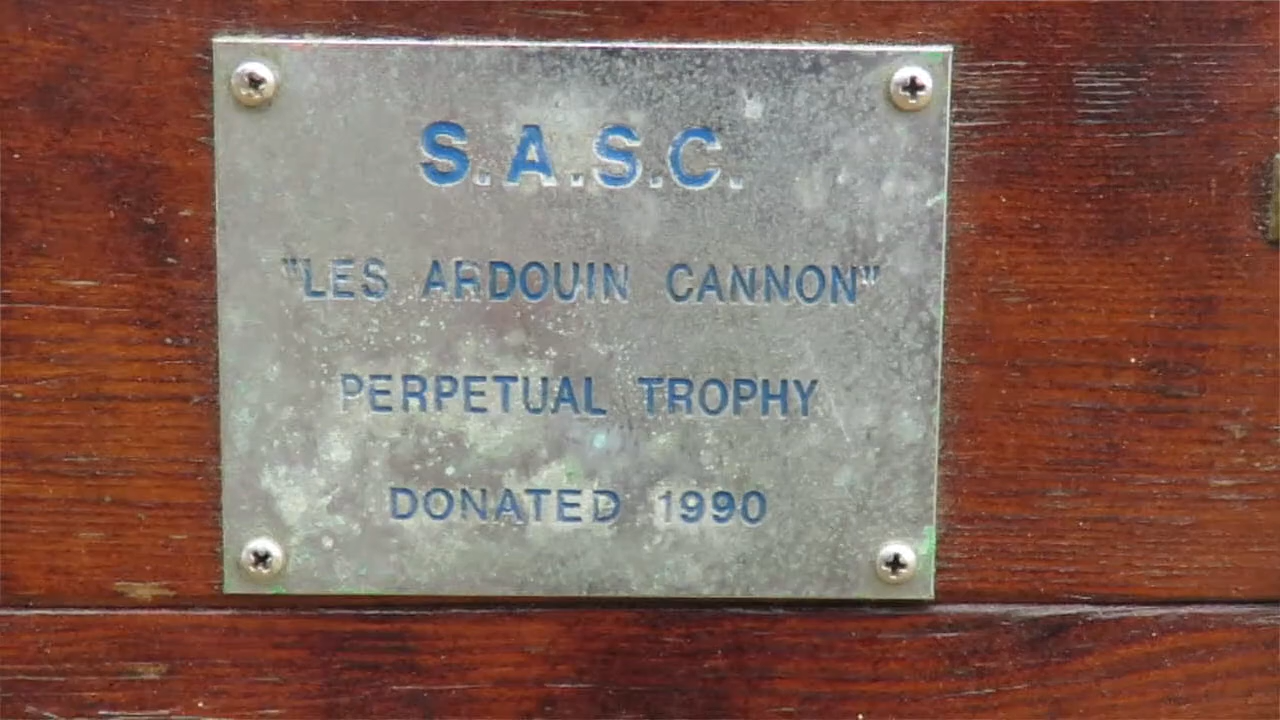 S.A.S.C.
"LES ARDOUIN CANNON"
PERPETUAL TROPHY
DONATED 1990